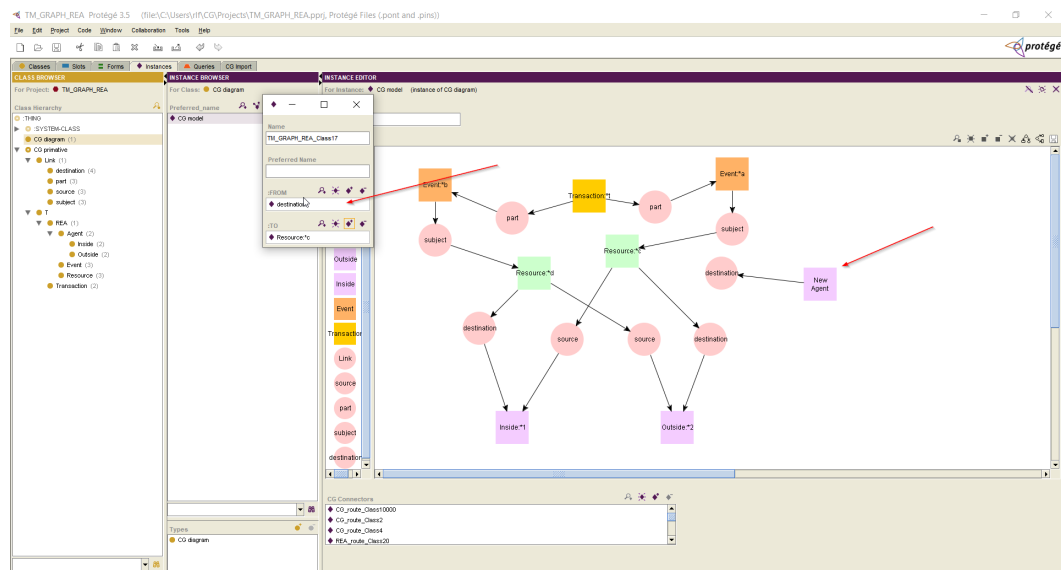 TM_GRAPH_REA Protégé 3.5 (file:\C:\Users\rlf\CG\Projects\TM_GRAPH_REA.pprj, Protégé Files (.pont and .pins))
File Edit Project Code Window Collaboration Tools Help
protégé
Classes Slots Forms Instances Queries CG Import
CLASS BROWSER
For Project: TM_GRAPH_REA
Class Hierarchy
:THING
:SYSTEM-CLASS
CG diagram (1)
CG primative
Link (1)
destination (4)
part (3)
source (3)
subject (3)
T
REA (1)
Agent (2)
Inside (2)
Outside (2)
Event (3)
Resource (3)
Transaction (2)
INSTANCE BROWSER
For Class: CG diagram
Preferred_name
CG model
Types
CG diagram
Name
TM_GRAPH_REA_Class17
Preferred Name
:FROM
destination
:TO
Resource:*c
INSTANCE EDITOR
For Instance: CG model (instance of CG diagram)
Outside
Inside
Event
Transaction
Link
source
part
subject
destination
Event:*b
Transaction:*t
Event:*a
part
part
subject
subject
Resource:*c
Resource:*d
destination
New
Agent
destination
source
source
destination
Inside:*1
Outside:*2
CG Connectors
CG_route_Class10000
CG_route_Class2
CG_route_Class4
REA_route_Class20